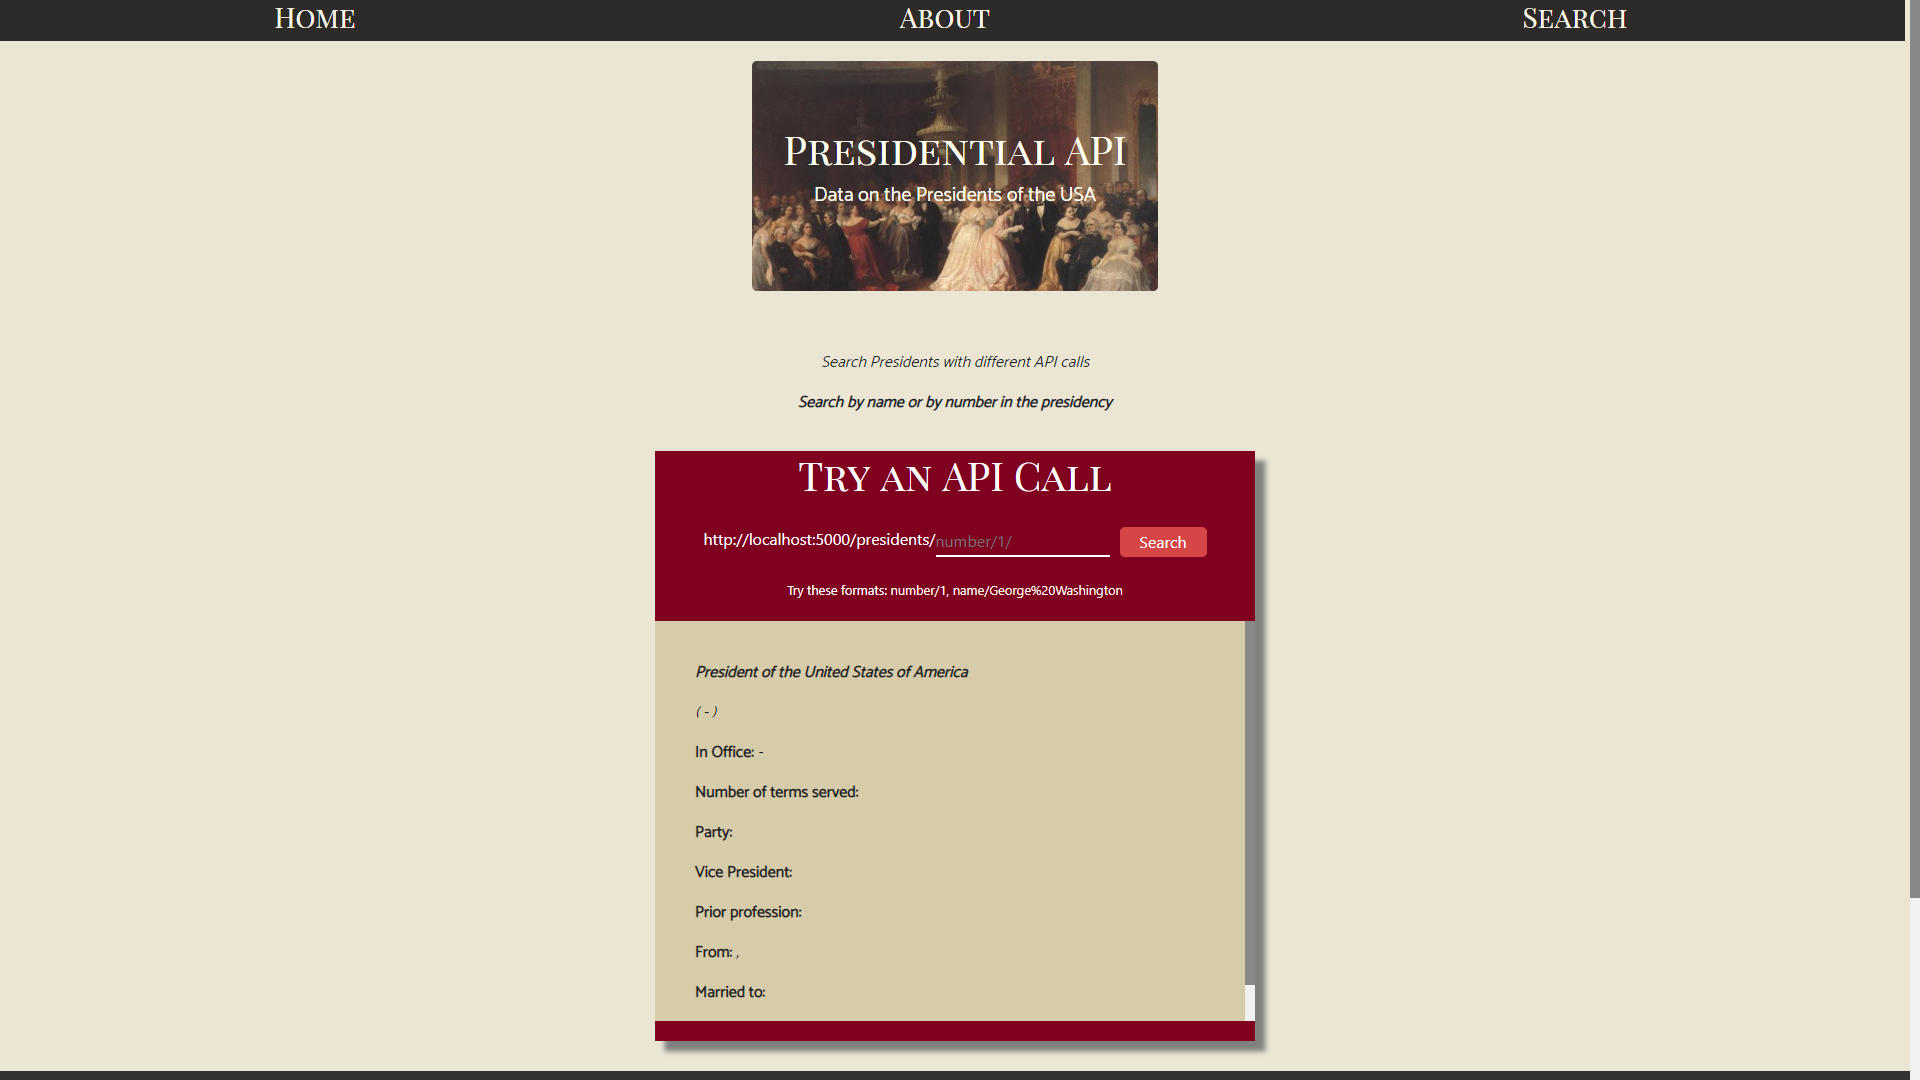 Home About Search
Presidential API
Data on the Presidents of the USA
Search Presidents with different API calls
Search by name or by number in the presidency
Try an API Call
http://localhost:5000/presidents/number/1/ Search
Try these formats: number/1, name/George%20Washington
President of the United States of America
( - )
In Office: -
Number of terms served:
Party:
Vice President:
Prior profession:
From: ,
Married to: